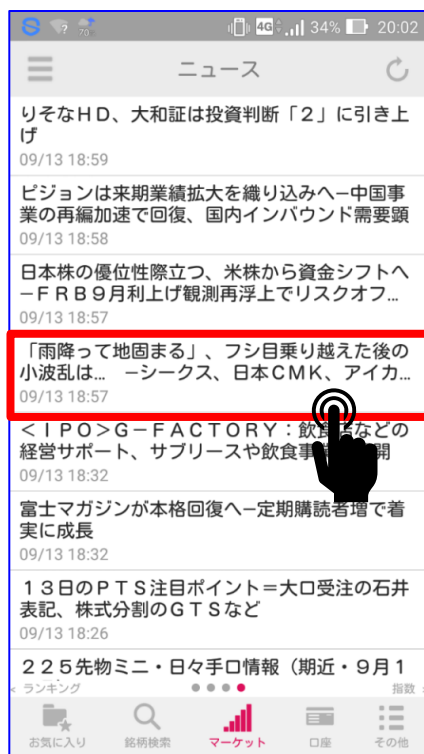 S ? 70° 4G 34% 20:02
ニュース
りそなＨＤ、大和証は投資判断「２」に引き上
げ
09/13 18:59
ピジョンは来期業績拡大を織り込みへ−中国事
業の再編加速で回復、国内インバウンド需要顕
09/13 18:58
日本株の優位性際立つ、米株から資金シフトへ
−ＦＲＢ９月利上げ観測再浮上でリスクオフ...
09/13 18:57
「雨降って地固まる」、フシ目乗り越えた後の
小波乱は... −シークス、日本ＣＭＫ、アイカ...
09/13 18:57
＜ＩＰＯ＞Ｇ−ＦＡＣＴＯＲＹ：飲食店などの
経営サポート、サブリースや飲食事 開
09/13 18:32
富士マガジンが本格回復へ−定期購読者増で着
実に成長
09/13 18:32
１３日のＰＴＳ注目ポイント＝大口受注の石井
表記、株式分割のＧＴＳなど
09/13 18:26
２２５先物ミニ・日々手口情報（期近・９月１
< ランキング 指数 >
お気に入り 銘柄検索 マーケット 口座 その他